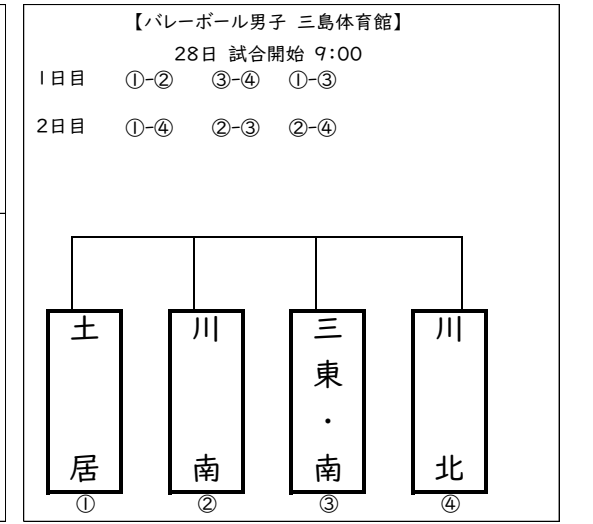 【バレーボール男子 三島体育館】
28日 試合開始 9:00
1日目 ①-② ③-④ ①-③
2日目 ①-④ ②-③ ②-④
土居
川南
三東・南
川北
① ② ③ ④